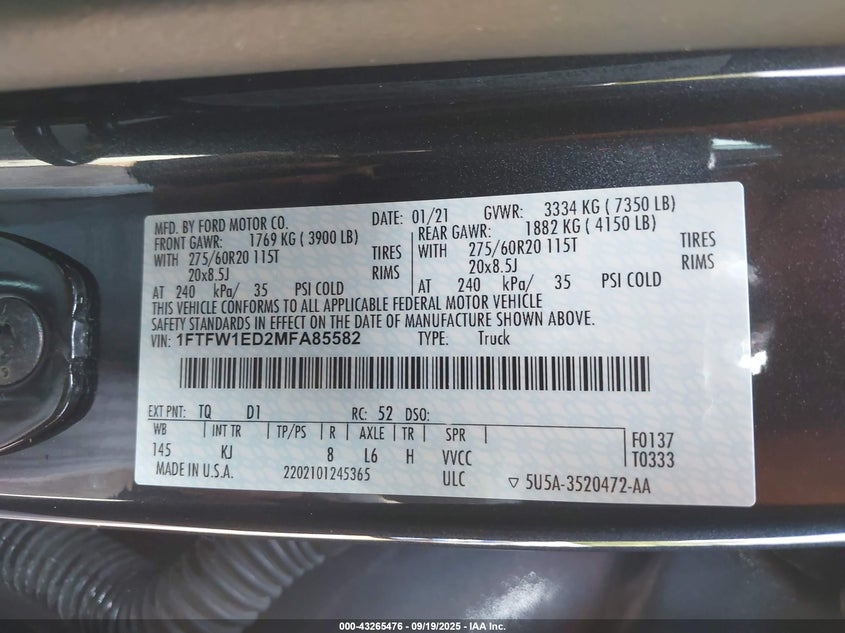 MFD. BY FORD MOTOR CO. DATE: 01/21 GVWR: 3334 KG ( 7350 LB)
FRONT GAWR: 1769 KG ( 3900 LB) REAR GAWR: 1882 KG ( 4150 LB)
WITH 275/60R20 115T TIRES WITH 275/60R20 115T TIRES
20x8.5J RIMS 20x8.5J RIMS
AT 240 kPa/ 35 PSI COLD AT 240 kPa/ 35 PSI COLD
THIS VEHICLE CONFORMS TO ALL APPLICABLE FEDERAL MOTOR VEHICLE
SAFETY STANDARDS IN EFFECT ON THE DATE OF MANUFACTURE SHOWN ABOVE.
VIN: 1FTFW1ED2MFA85582 TYPE: Truck
EXT PNT: TQ D1 RC: 52 DSO:
WB | INT TR | TP/PS | R | AXLE | TR | SPR | F0137
145 KJ 8 L6 H VVCC T0333
MADE IN U.S.A. 2202101245365 ULC ▽ 5U5A-3520472-AA
000-43265476 - 09/19/2025 - IAA Inc.